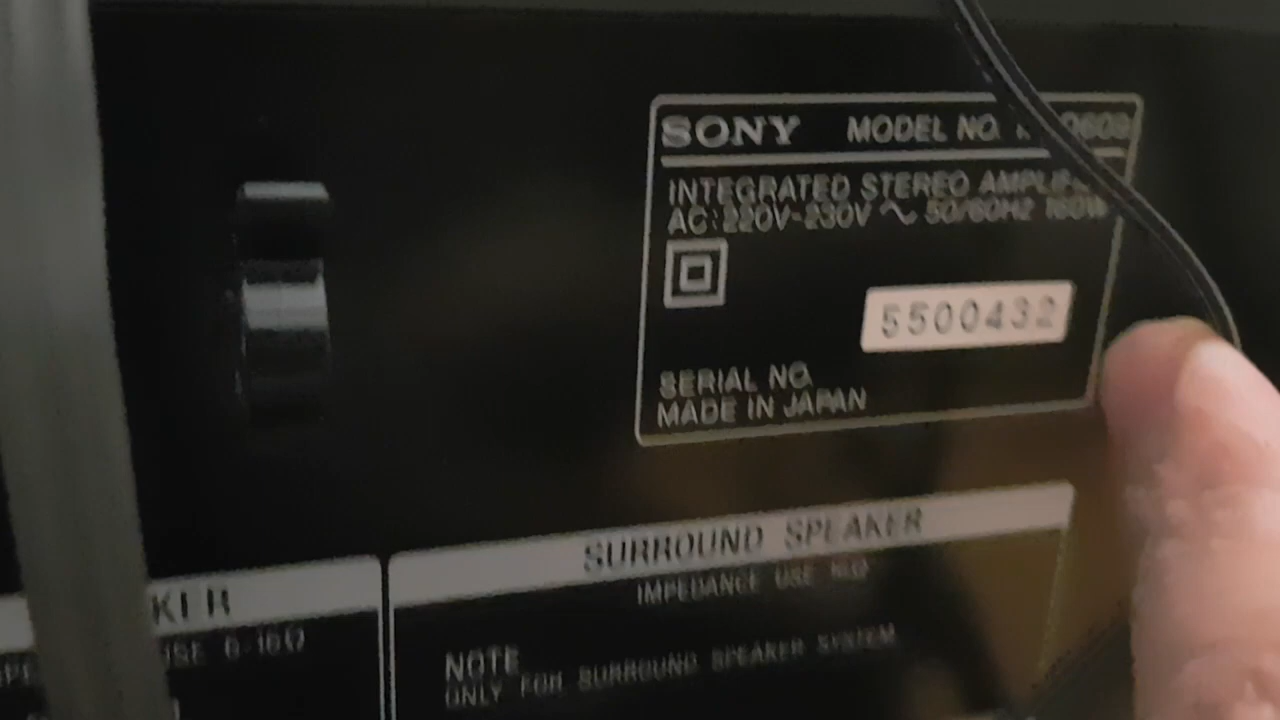 SONY MODEL NO.
INTEGRATED STEREO
AC: 220V-230V ~ 50/60HZ 160W
5500432
SERIAL NO.
MADE IN JAPAN
SURROUND SPEAKER
IMPEDANCE USE
NOTE
ONLY FOR SURROUND SPEAKER SYSTEM